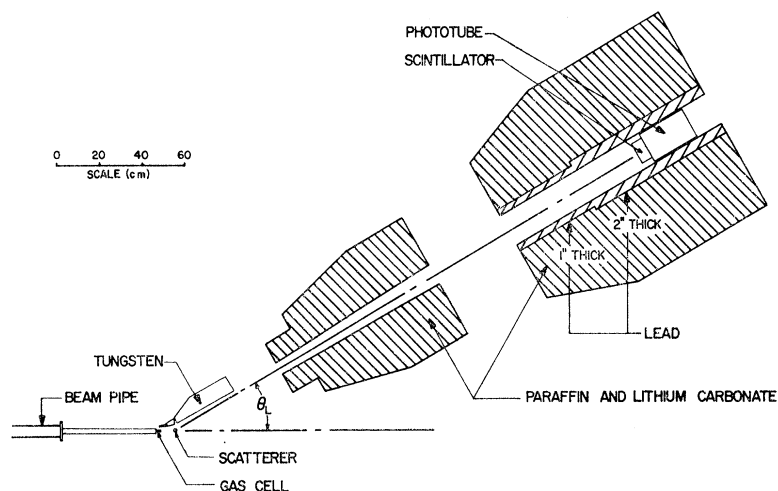 PHOTOTUBE
SCINTILLATOR
0 20 40 60
SCALE (cm)
2" THICK
1" THICK
LEAD
TUNGSTEN
BEAM PIPE
θL
PARAFFIN AND LITHIUM CARBONATE
SCATTERER
GAS CELL